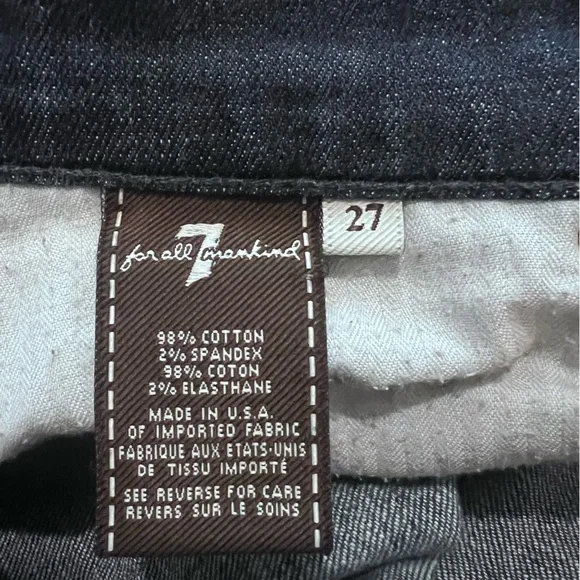 27
7 for all mankind
98% COTTON
2% SPANDEX
98% COTON
2% ELASTHANE
MADE IN U.S.A.
OF IMPORTED FABRIC
FABRIQUE AUX ETATS-UNIS
DE TISSU IMPORTÉ
SEE REVERSE FOR CARE
REVERS SUR LE SOINS